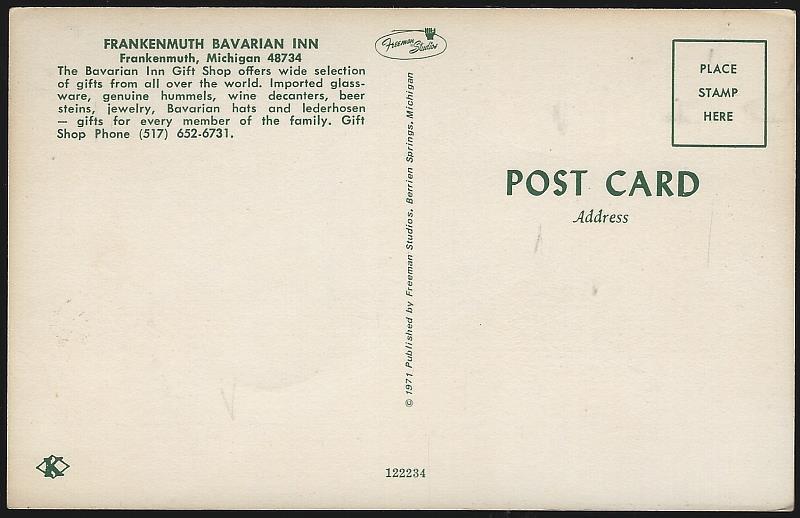 FRANKENMUTH BAVARIAN INN
Frankenmuth, Michigan 48734
The Bavarian Inn Gift Shop offers wide selection
of gifts from all over the world. Imported glass-
ware, genuine hummels, wine decanters, beer
steins, jewelry, Bavarian hats and lederhosen
— gifts for every member of the family. Gift
Shop Phone (517) 652-6731.
Freeman Studios
© 1971 Published by Freeman Studios, Berrien Springs, Michigan
PLACE
STAMP
HERE
POST CARD
Address
K
122234